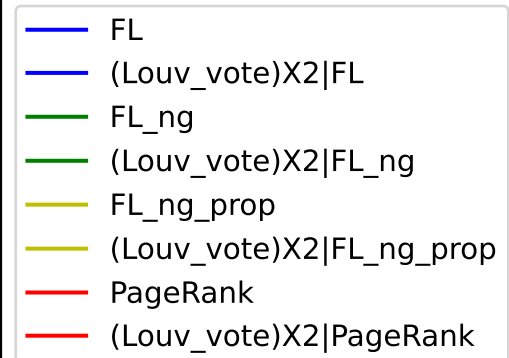 FL
(Louv_vote)X2|FL
FL_ng
(Louv_vote)X2|FL_ng
FL_ng_prop
(Louv_vote)X2|FL_ng_prop
PageRank
(Louv_vote)X2|PageRank